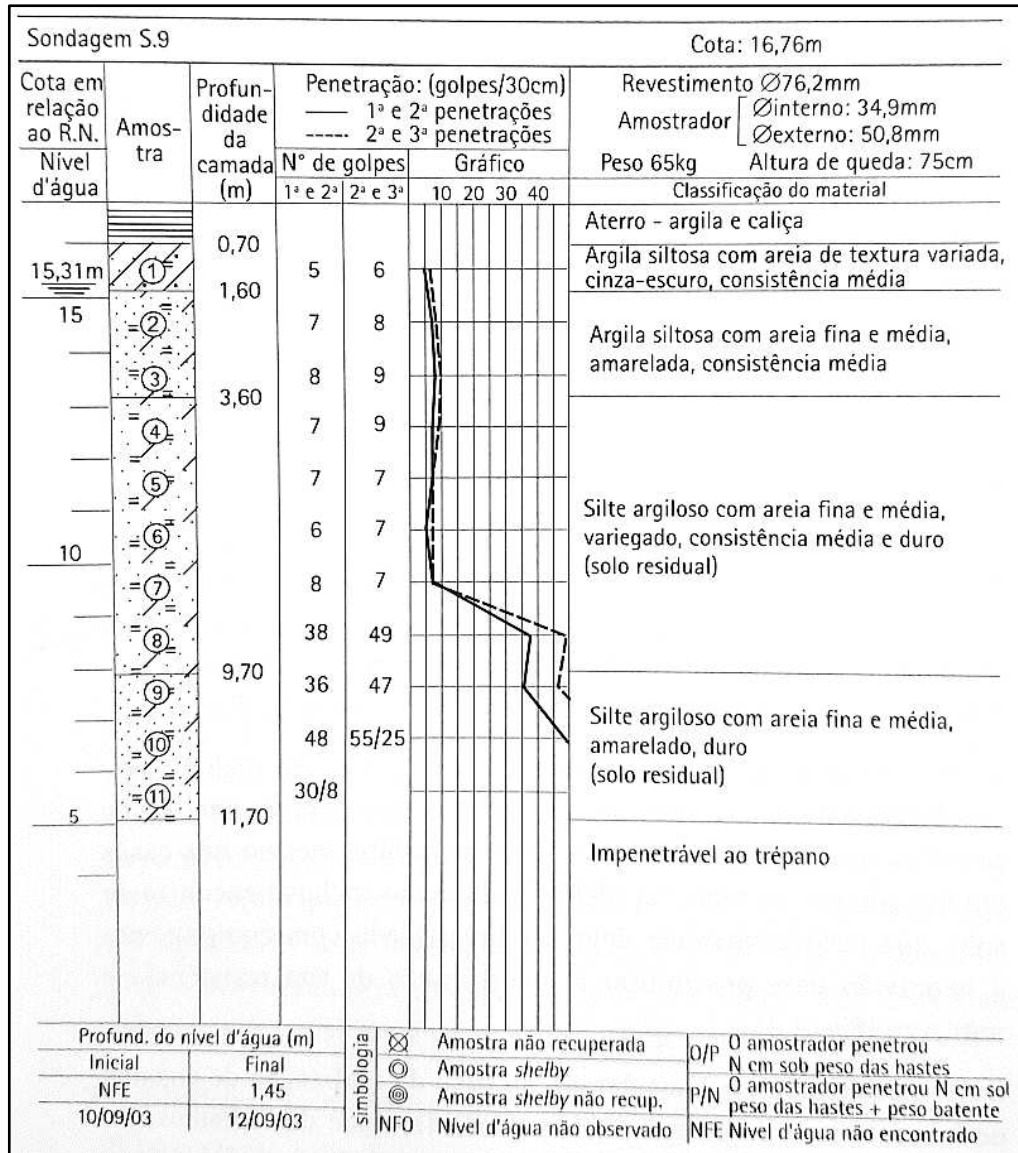 Sondagem S.9 Cota: 16,76m
Cota em relação ao R.N.
Nível d'água
Amos-
tra
Profun-
didade
da
camada
(m)
Penetração: (golpes/30cm)
1ª e 2ª penetrações
2ª e 3ª penetrações
N° de golpes Gráfico
1ª e 2ª 2ª e 3ª 10 20 30 40
Revestimento Ø76,2mm
Amostrador Øinterno: 34,9mm
Øexterno: 50,8mm
Peso 65kg Altura de queda: 75cm
Classificação do material
Aterro - argila e caliça
0,70
Argila siltosa com areia de textura variada,
cinza-escuro, consistência média
15,31m 1 5 6
1,60
15 2 7 8
Argila siltosa com areia fina e média,
amarelada, consistência média
3 8 9
3,60
4 7 9
5 7 7
Silte argiloso com areia fina e média,
variegado, consistência média e duro
(solo residual)
6 6 7
10
7 8 7
8 38 49
9,70
9 36 47
Silte argiloso com areia fina e média,
amarelado, duro
(solo residual)
10 48 55/25
11 30/8
5 11,70
Impenetrável ao trépano
Profund. do nível d'água (m)
Inicial Final
NFE 1,45
10/09/03 12/09/03
simbologia
Amostra não recuperada
Amostra shelby
Amostra shelby não recup.
NFO Nível d'água não observado
O/P O amostrador penetrou
N cm sob peso das hastes
P/N O amostrador penetrou N cm sol
peso das hastes + peso batente
NFE Nível d'água não encontrado